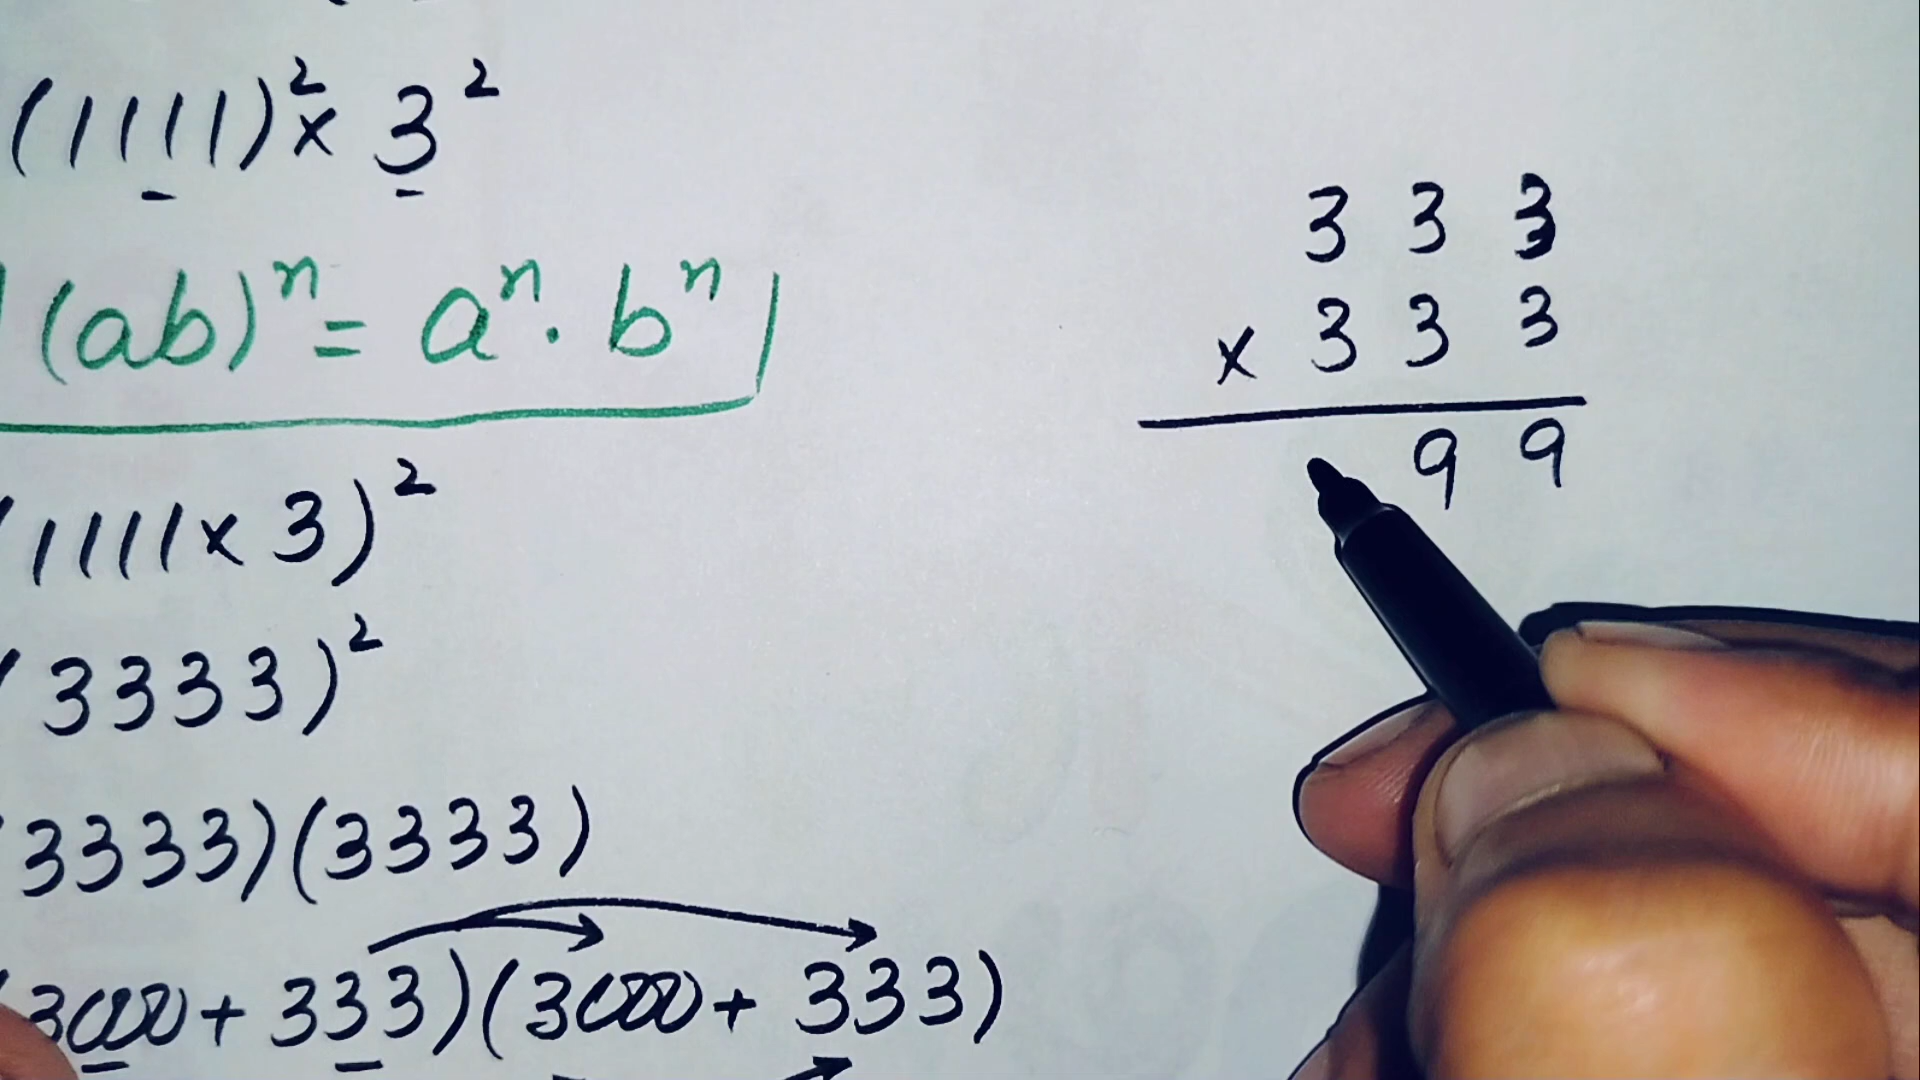 (1111)² × 3²
(ab)ⁿ = aⁿ · bⁿ
(1111 × 3)²
(3333)²
(3333)(3333)
(3000 + 333)(3000 + 333)
333
× 333
99